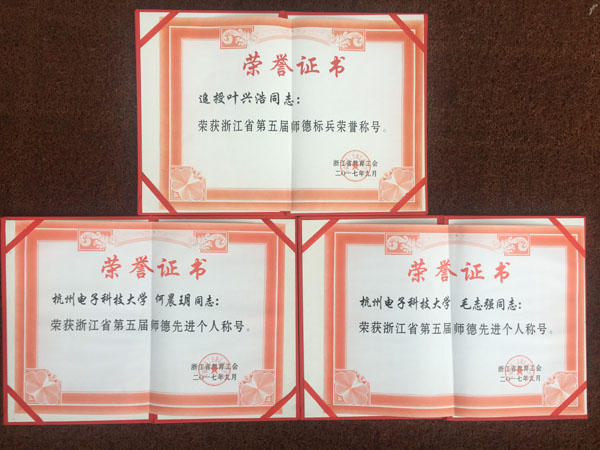 荣誉证书
追授叶兴浩同志：
荣获浙江省第五届师德标兵荣誉称号。
浙江省教育工会
二〇一七年九月
荣誉证书
杭州电子科技大学 何晨玥同志：
荣获浙江省第五届师德先进个人称号。
浙江省教育工会
二〇一七年九月
荣誉证书
杭州电子科技大学 毛志强同志：
荣获浙江省第五届师德先进个人称号。
浙江省教育工会
二〇一七年九月